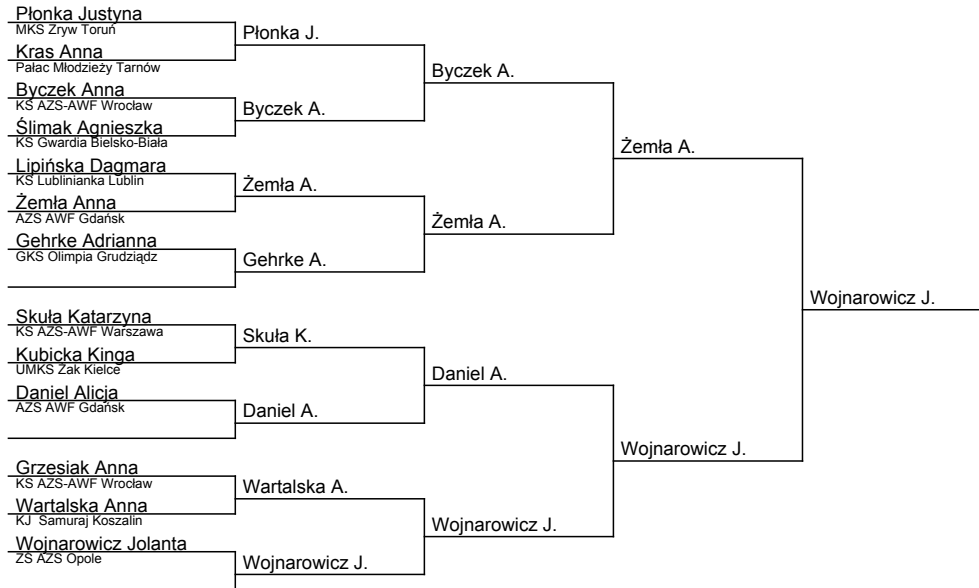 Płonka Justyna
MKS Zryw Toruń
Płonka J.
Kras Anna
Pałac Młodzieży Tarnów
Byczek A.
Byczek Anna
KS AZS-AWF Wrocław
Byczek A.
Ślimak Agnieszka
KS Gwardia Bielsko-Biała
Żemła A.
Lipińska Dagmara
KS Lublinianka Lublin
Żemła A.
Żemła Anna
AZS AWF Gdańsk
Żemła A.
Gehrke Adrianna
GKS Olimpia Grudziądz
Gehrke A.
Wojnarowicz J.
Skuła Katarzyna
KS AZS-AWF Warszawa
Skuła K.
Kubicka Kinga
UMKS Żak Kielce
Daniel A.
Daniel Alicja
AZS AWF Gdańsk
Daniel A.
Wojnarowicz J.
Grzesiak Anna
KS AZS-AWF Wrocław
Wartalska A.
Wartalska Anna
KJ Samuraj Koszalin
Wojnarowicz J.
Wojnarowicz Jolanta
ZS AZS Opole
Wojnarowicz J.